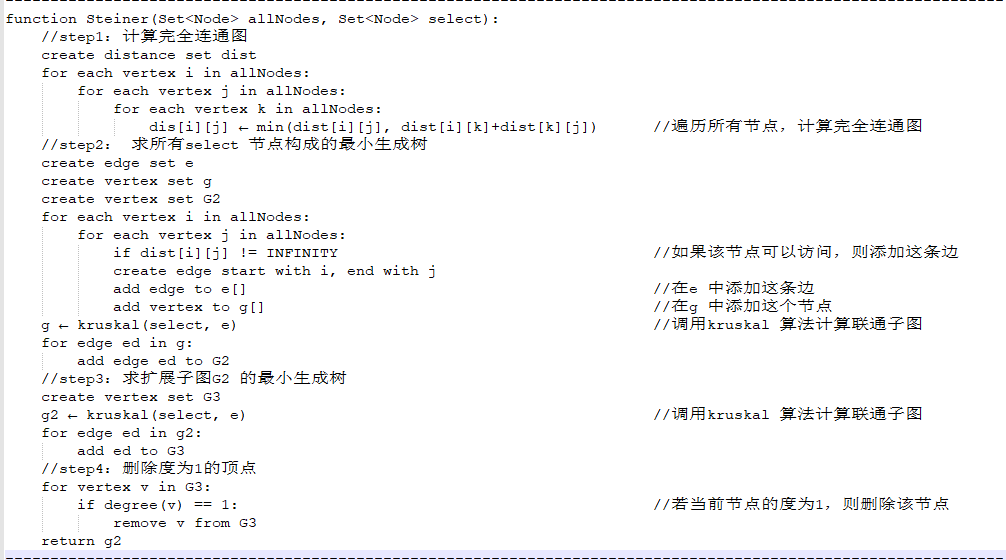 function Steiner(Set<Node> allNodes, Set<Node> select):
    //step1: 计算完全连通图
    create distance set dist
    for each vertex i in allNodes:
        for each vertex j in allNodes:
            for each vertex k in allNodes:
                dis[i][j] ← min(dist[i][j], dist[i][k]+dist[k][j])      //遍历所有节点，计算完全连通图
    //step2:  求所有select 节点构成的最小生成树
    create edge set e
    create vertex set g
    create vertex set G2
    for each vertex i in allNodes:
        for each vertex j in allNodes:
            if dist[i][j] != INFINITY                                   //如果该节点可以访问，则添加这条边
            create edge start with i, end with j
            add edge to e[]                                             //在e 中添加这条边
            add vertex to g[]                                           //在g 中添加这个节点
    g ← kruskal(select, e)                                              //调用kruskal 算法计算联通子图
    for edge ed in g:
        add edge ed to G2
    //step3: 求扩展子图G2 的最小生成树
    create vertex set G3
    g2 ← kruskal(select, e)                                             //调用kruskal 算法计算联通子图
    for edge ed in g2:
        add ed to G3
    //step4: 删除度为1的顶点
    for vertex v in G3:
        if degree(v) == 1:                                              //若当前节点的度为1，则删除该节点
            remove v from G3
    return g2